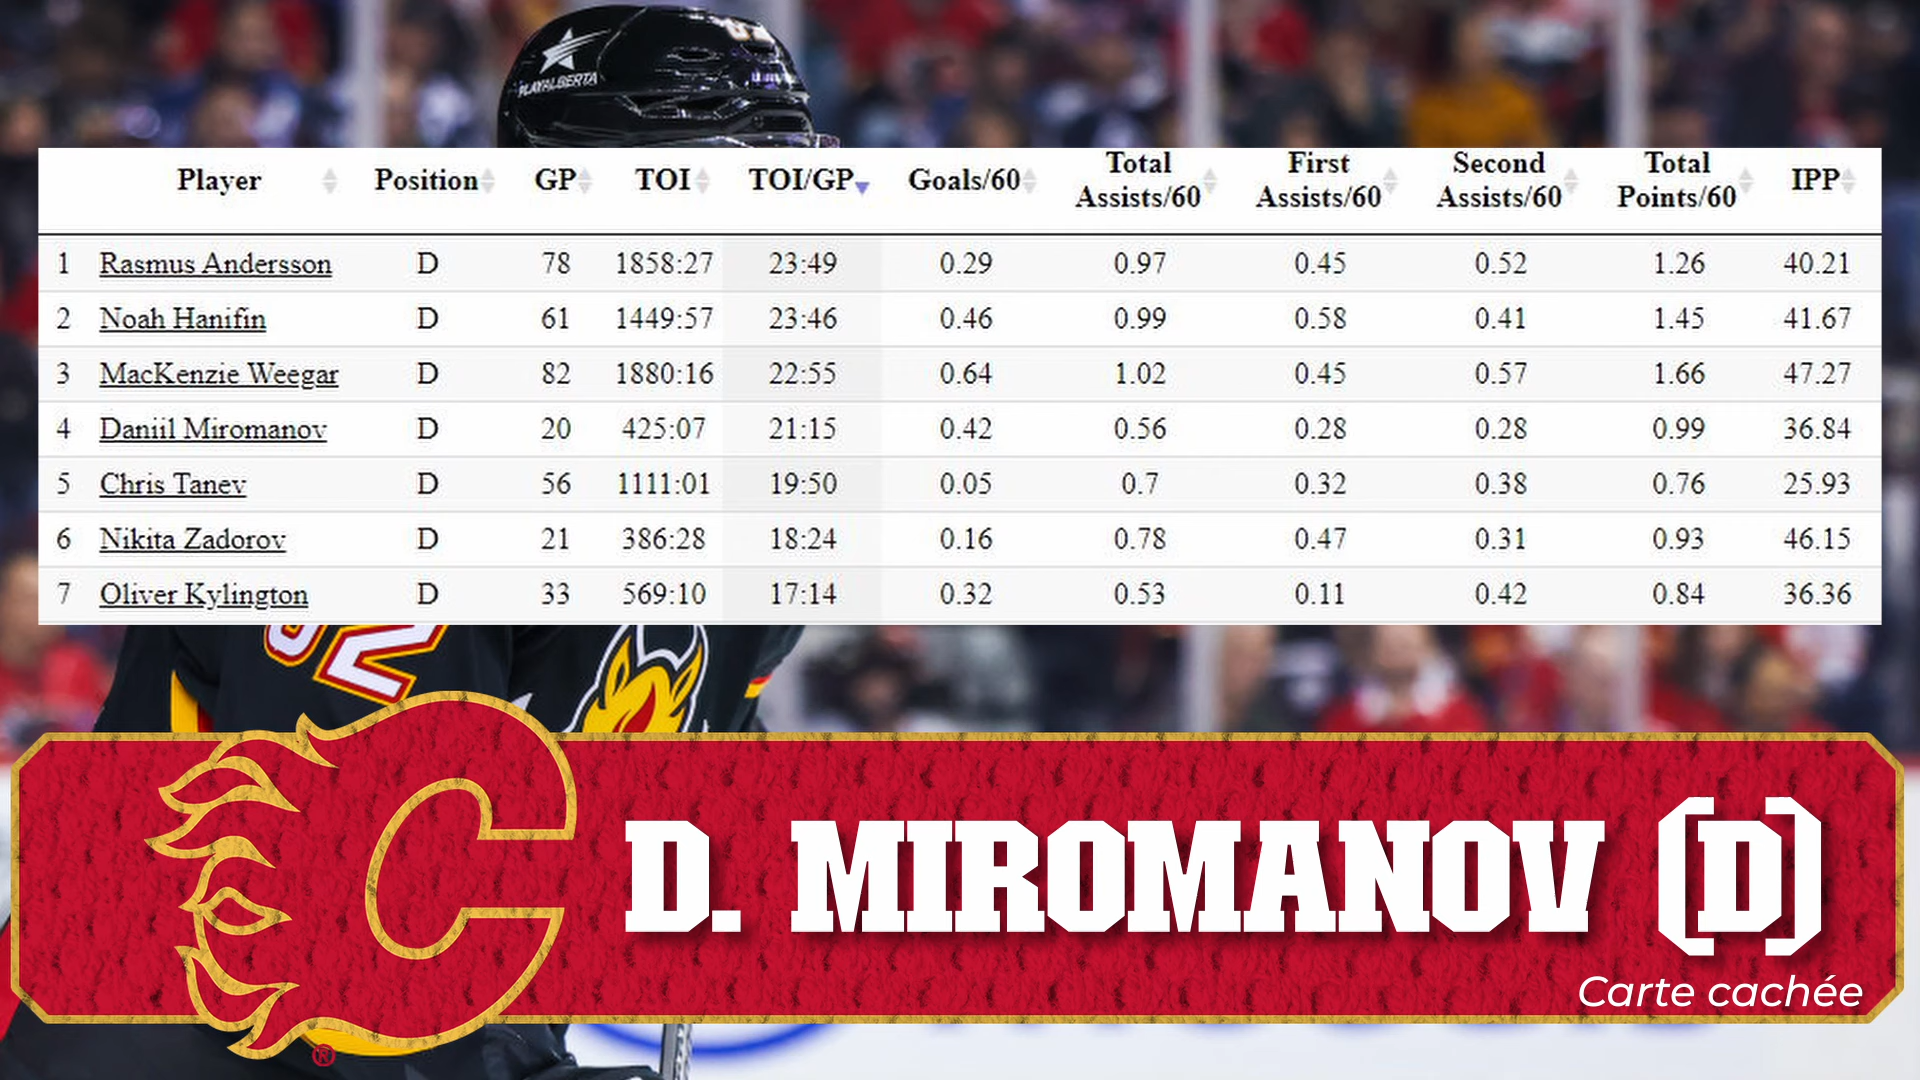 PLAYALBERTA
Player Position GP TOI TOI/GP Goals/60 Total Assists/60 First Assists/60 Second Assists/60 Total Points/60 IPP
1 Rasmus Andersson D 78 1858:27 23:49 0.29 0.97 0.45 0.52 1.26 40.21
2 Noah Hanifin D 61 1449:57 23:46 0.46 0.99 0.58 0.41 1.45 41.67
3 MacKenzie Weegar D 82 1880:16 22:55 0.64 1.02 0.45 0.57 1.66 47.27
4 Daniil Miromanov D 20 425:07 21:15 0.42 0.56 0.28 0.28 0.99 36.84
5 Chris Tanev D 56 1111:01 19:50 0.05 0.7 0.32 0.38 0.76 25.93
6 Nikita Zadorov D 21 386:28 18:24 0.16 0.78 0.47 0.31 0.93 46.15
7 Oliver Kylington D 33 569:10 17:14 0.32 0.53 0.11 0.42 0.84 36.36
62
C
D. MIROMANOV (D)
Carte cachée
®